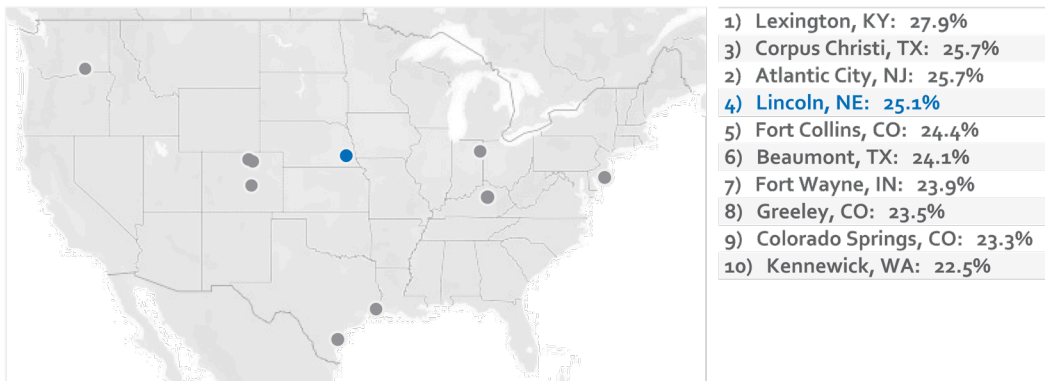 1) Lexington, KY: 27.9%
3) Corpus Christi, TX: 25.7%
2) Atlantic City, NJ: 25.7%
4) Lincoln, NE: 25.1%
5) Fort Collins, CO: 24.4%
6) Beaumont, TX: 24.1%
7) Fort Wayne, IN: 23.9%
8) Greeley, CO: 23.5%
9) Colorado Springs, CO: 23.3%
10) Kennewick, WA: 22.5%